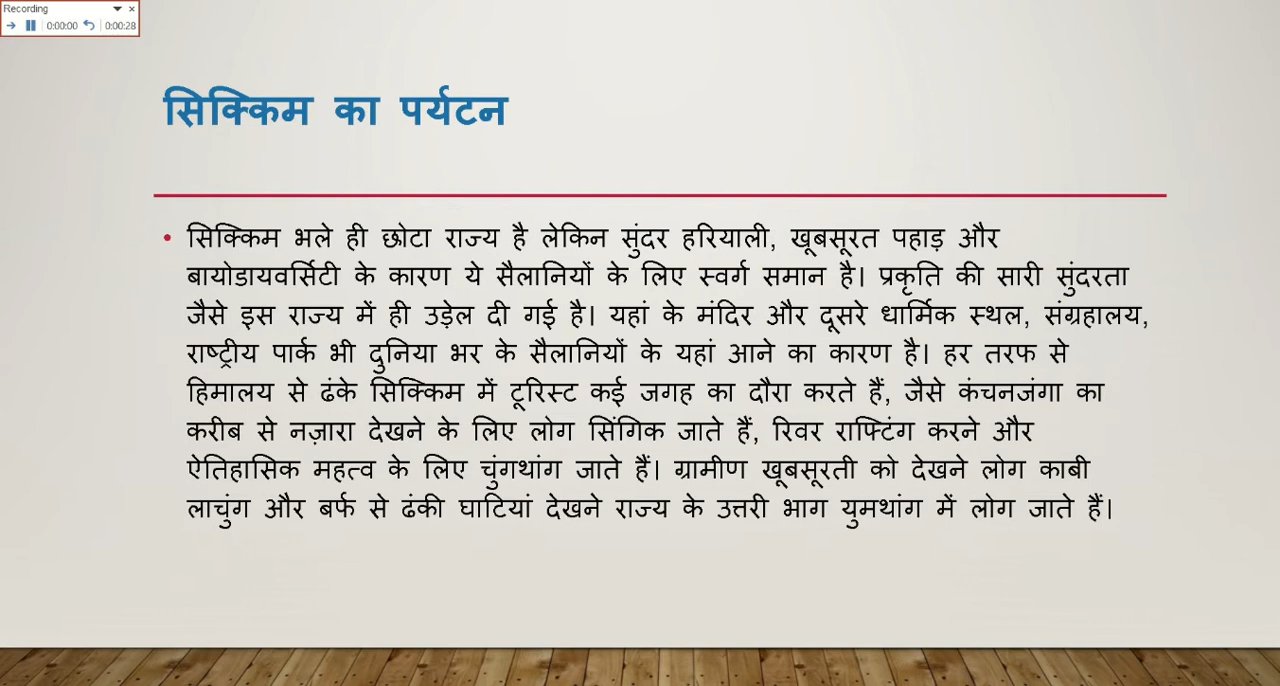 Recording
0:00:00 0:00:28
सिक्किम का पर्यटन
• सिक्किम भले ही छोटा राज्य है लेकिन सुंदर हरियाली, खूबसूरत पहाड़ और
बायोडायवर्सिटी के कारण ये सैलानियों के लिए स्वर्ग समान है। प्रकृति की सारी सुंदरता
जैसे इस राज्य में ही उड़ेल दी गई है। यहां के मंदिर और दूसरे धार्मिक स्थल, संग्रहालय,
राष्ट्रीय पार्क भी दुनिया भर के सैलानियों के यहां आने का कारण है। हर तरफ से
हिमालय से ढंके सिक्किम में टूरिस्ट कई जगह का दौरा करते हैं, जैसे कंचनजंगा का
करीब से नज़ारा देखने के लिए लोग सिंगिक जाते हैं, रिवर राफ्टिंग करने और
ऐतिहासिक महत्व के लिए चुंगथांग जाते हैं। ग्रामीण खूबसूरती को देखने लोग काबी
लाचुंग और बर्फ से ढंकी घाटियां देखने राज्य के उत्तरी भाग युमथांग में लोग जाते हैं।